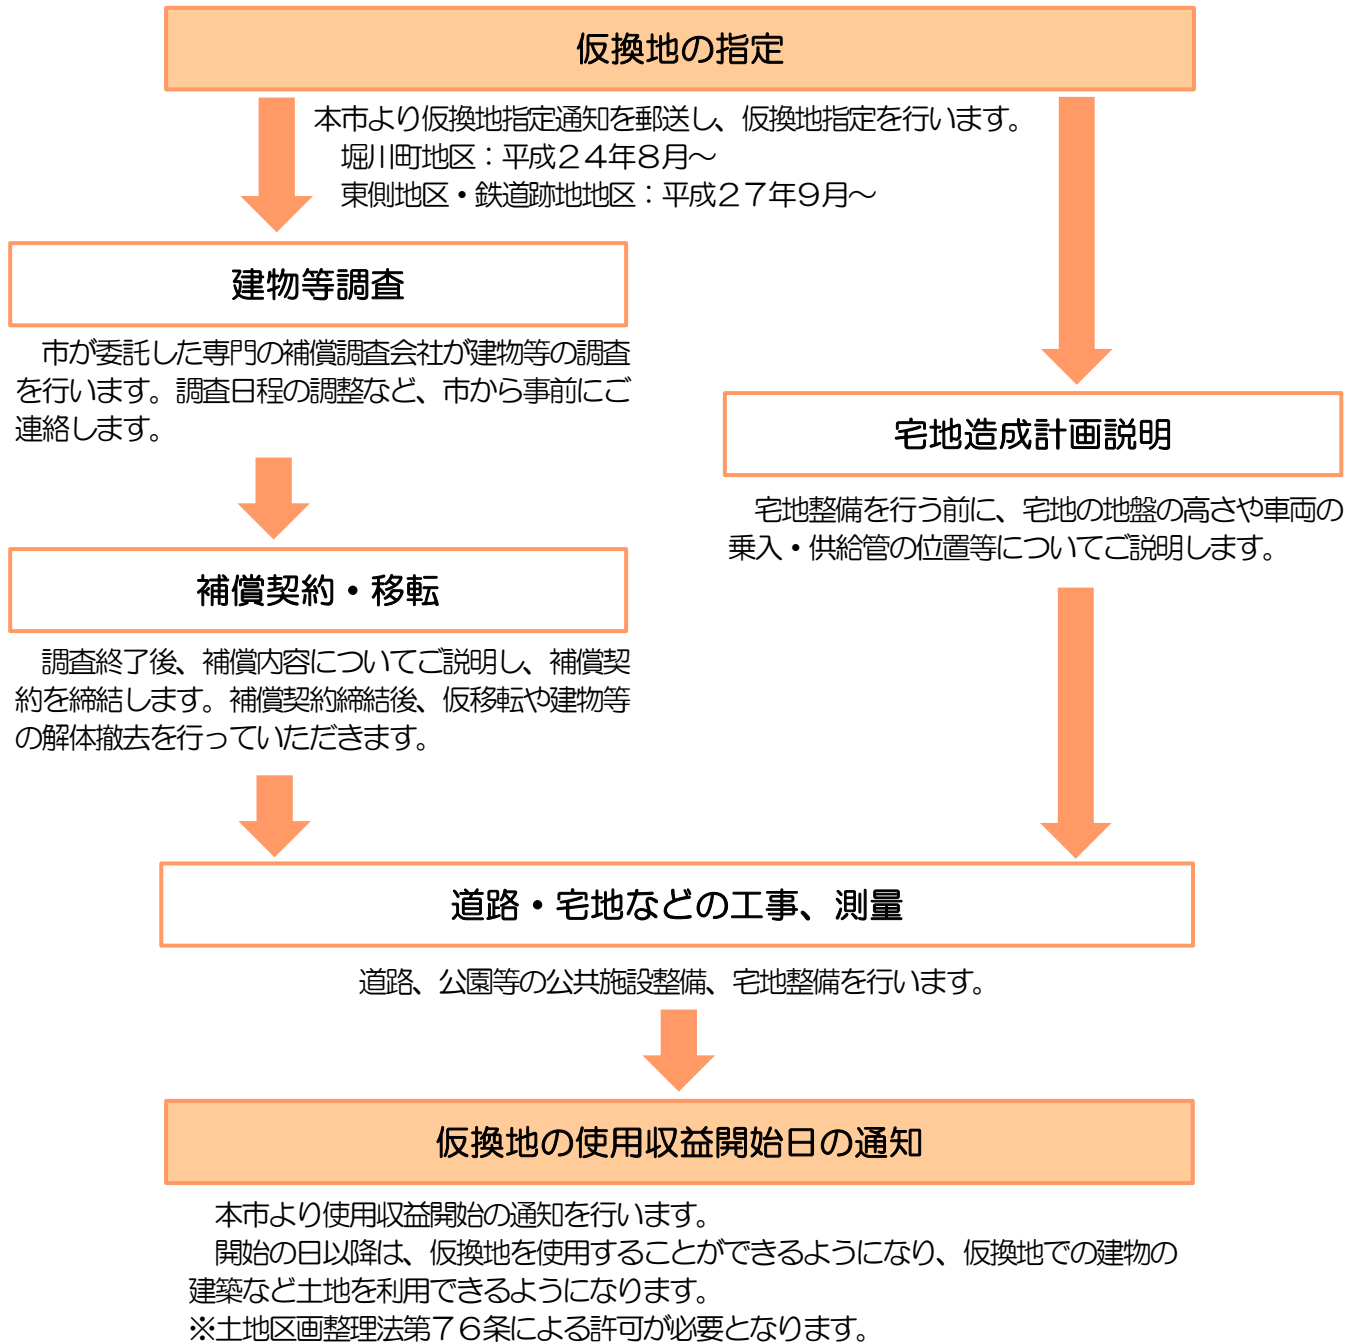 仮換地の指定
本市より仮換地指定通知を郵送し、仮換地指定を行います。
堀川町地区：平成２４年８月～
東側地区・鉄道跡地地区：平成２７年９月～
建物等調査
市が委託した専門の補償調査会社が建物等の調査
を行います。調査日程の調整など、市から事前にご
連絡します。
補償契約・移転
調査終了後、補償内容についてご説明し、補償契
約を締結します。補償契約締結後、仮移転や建物等
の解体撤去を行っていただきます。
宅地造成計画説明
宅地整備を行う前に、宅地の地盤の高さや車両の
乗入・供給管の位置等についてご説明します。
道路・宅地などの工事、測量
道路、公園等の公共施設整備、宅地整備を行います。
仮換地の使用収益開始日の通知
本市より使用収益開始の通知を行います。
開始の日以降は、仮換地を使用することができるようになり、仮換地での建物の
建築など土地を利用できるようになります。
※土地区画整理法第７６条による許可が必要となります。